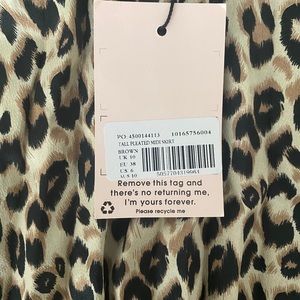 PO: 4500144113 10165756004
TALL PLEATED MIDI SKIRT
BROWN
UK 10
EU 38
US 6
AUS 10
5057704319963
Remove this tag and
there's no returning me,
I'm yours forever.
Please recycle me